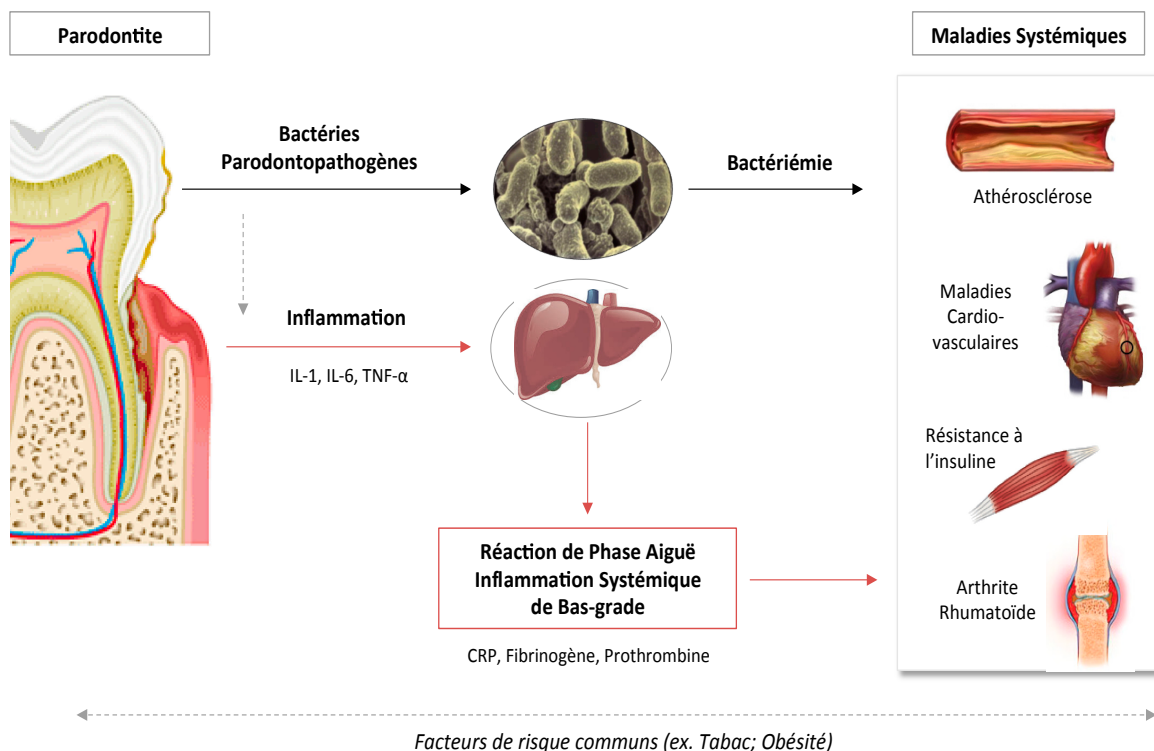 Parodontite
Maladies Systémiques
Bactéries
Parodontopathogènes
Bactériémie
Athérosclérose
Inflammation
IL-1, IL-6, TNF-α
Maladies
Cardio-
vasculaires
Résistance à
l’insuline
Réaction de Phase Aiguë
Inflammation Systémique
de Bas-grade
CRP, Fibrinogène, Prothrombine
Arthrite
Rhumatoïde
Facteurs de risque communs (ex. Tabac; Obésité)